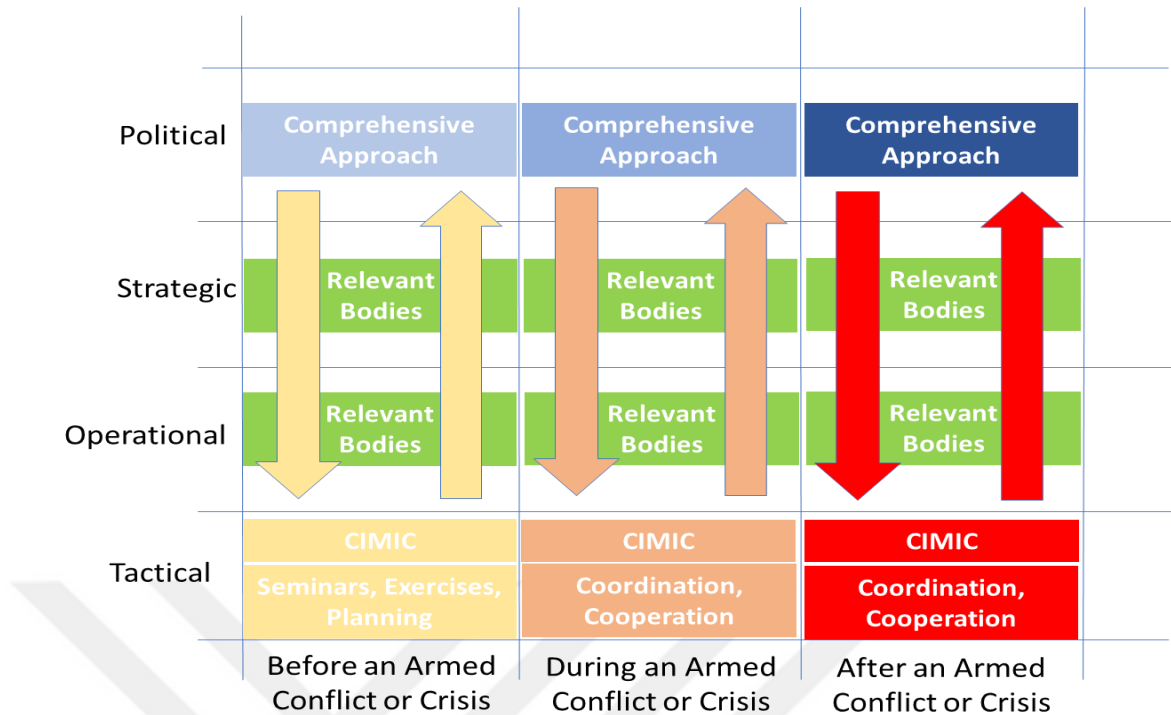 Political
Comprehensive
Approach
Comprehensive
Approach
Comprehensive
Approach
Strategic
Relevant
Bodies
Relevant
Bodies
Relevant
Bodies
Operational
Relevant
Bodies
Relevant
Bodies
Relevant
Bodies
Tactical
CIMIC
Seminars, Exercises,
Planning
CIMIC
Coordination,
Cooperation
CIMIC
Coordination,
Cooperation
Before an Armed
Conflict or Crisis
During an Armed
Conflict or Crisis
After an Armed
Conflict or Crisis